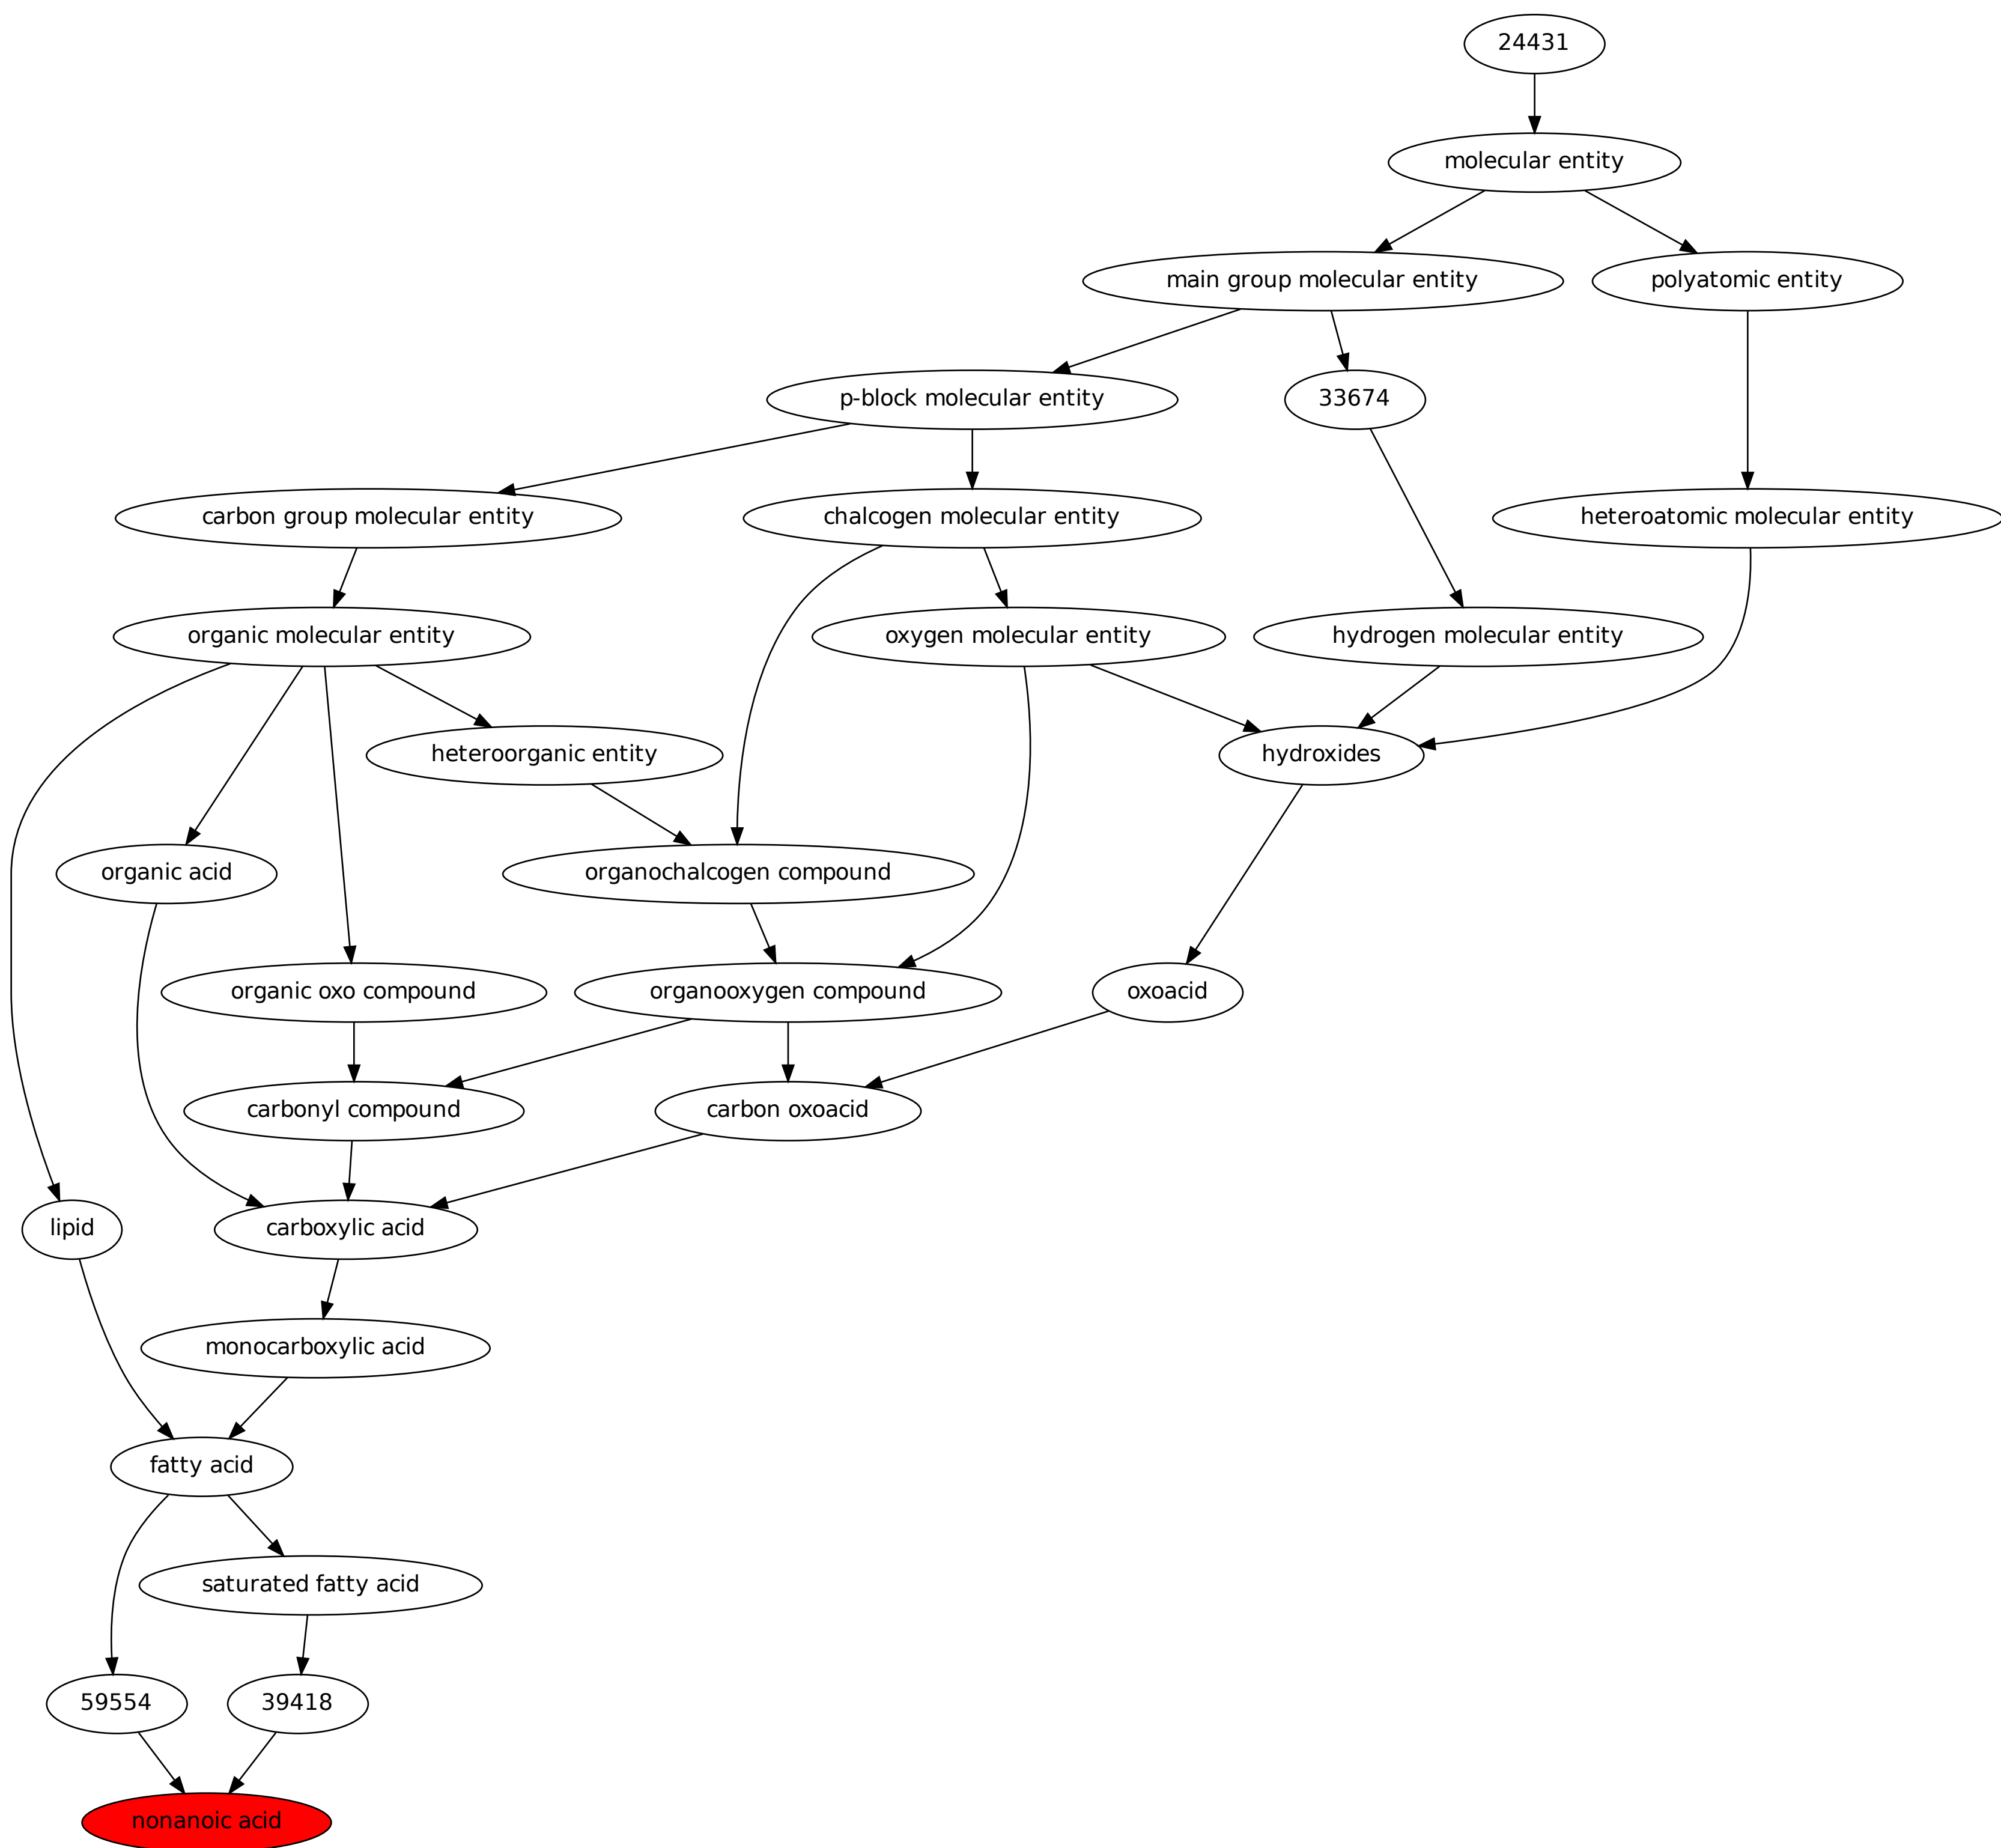 24431
molecular entity
main group molecular entity
polyatomic entity
p-block molecular entity
33674
carbon group molecular entity
chalcogen molecular entity
heteroatomic molecular entity
organic molecular entity
oxygen molecular entity
hydrogen molecular entity
heteroorganic entity
hydroxides
organic acid
organochalcogen compound
organic oxo compound
organooxygen compound
oxoacid
carbonyl compound
carbon oxoacid
lipid
carboxylic acid
monocarboxylic acid
fatty acid
saturated fatty acid
59554
39418
nonanoic acid